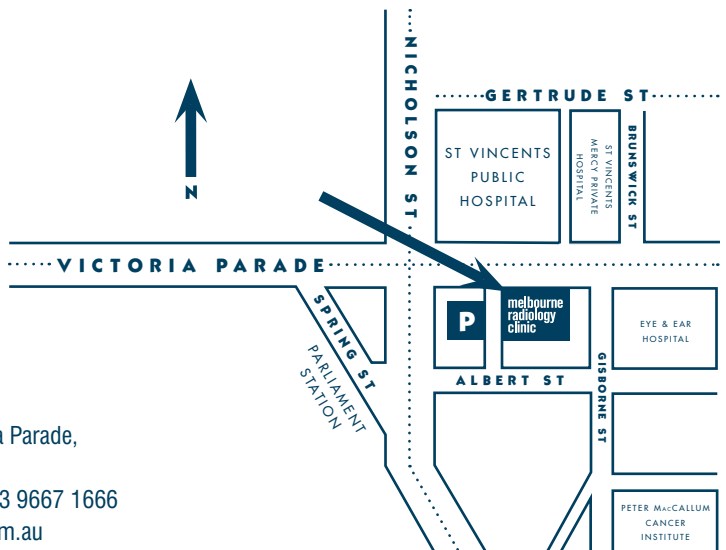 NICHOLSON ST
GERTRUDE ST
ST VINCENTS
PUBLIC
HOSPITAL
ST VINCENTS
MERCY PRIVATE
HOSPITAL
BRUNSWICK ST
N
VICTORIA PARADE
P
melbourne
radiology
clinic
EYE & EAR
HOSPITAL
SPRING ST
PARLIAMENT
STATION
ALBERT ST
GISBORNE ST
a Parade,
3 9667 1666
m.au
PETER MACCALLUM
CANCER
INSTITUTE